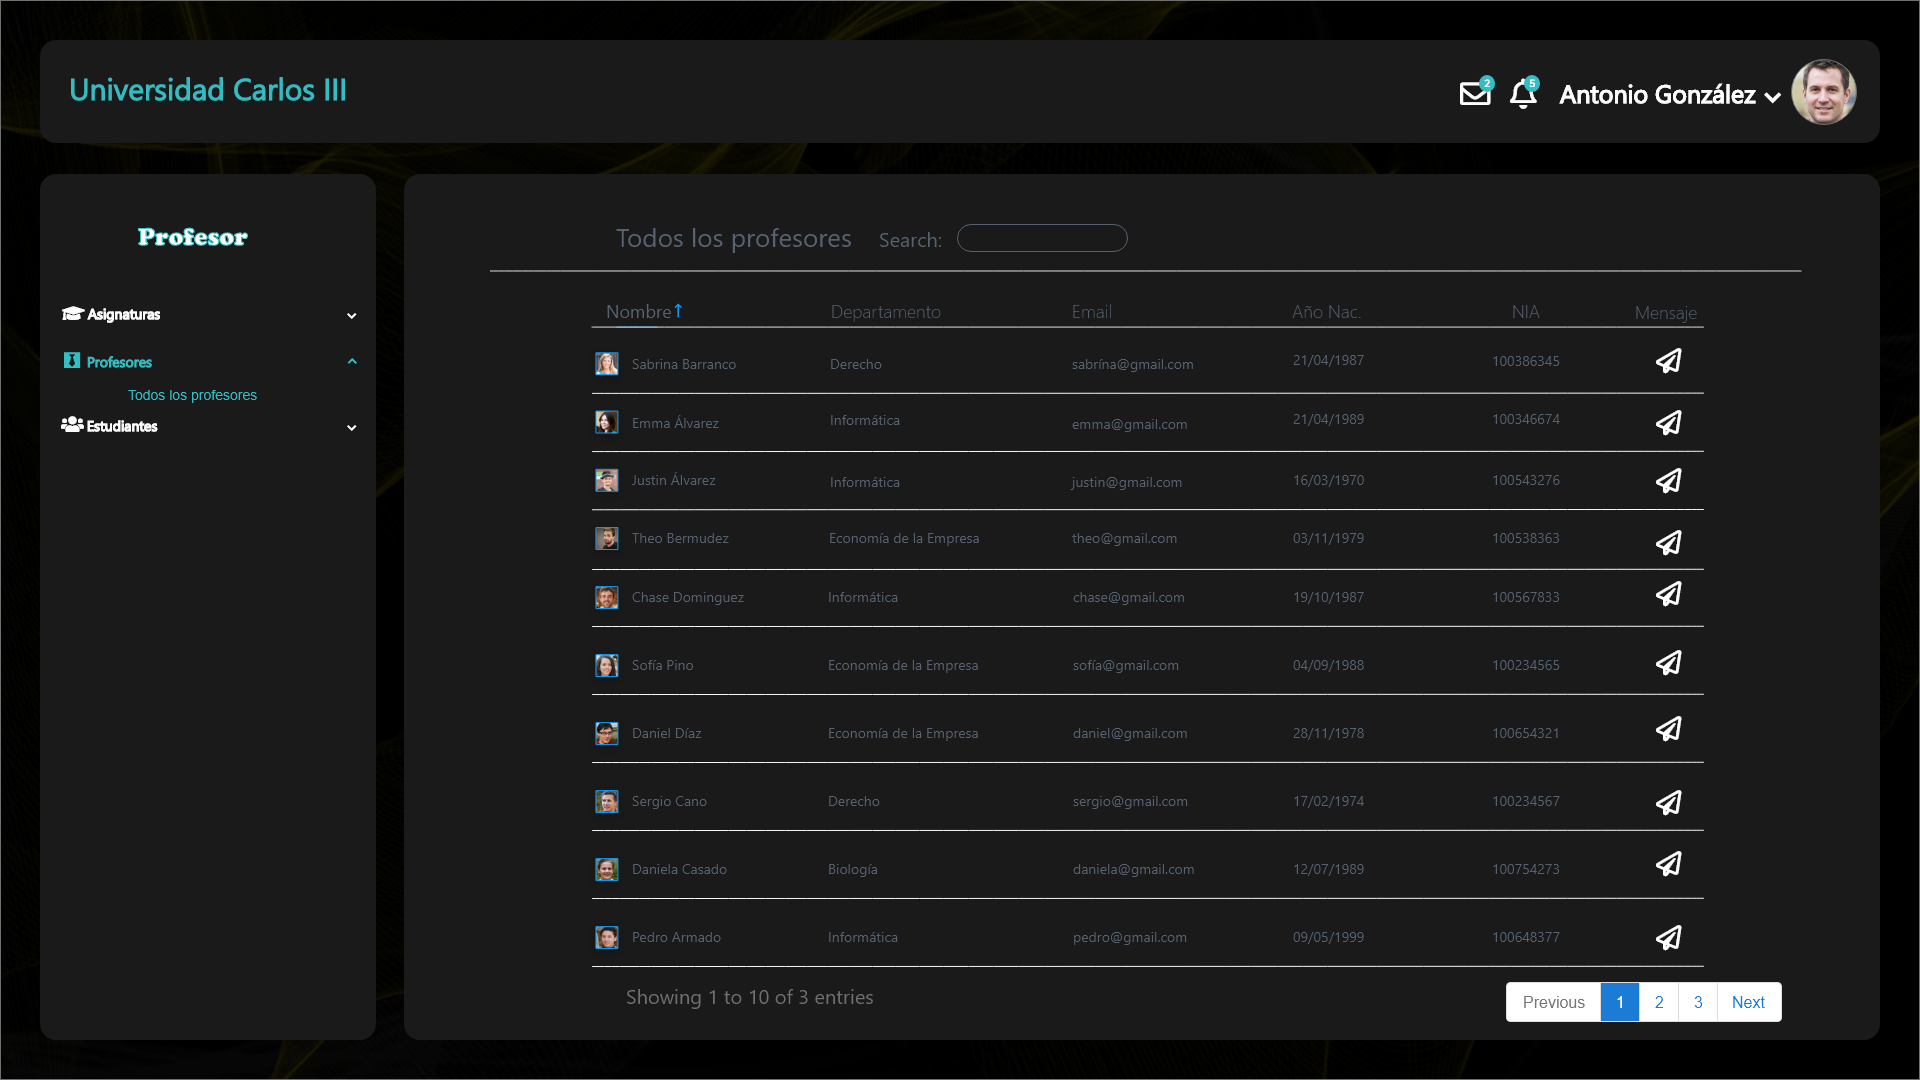 Universidad Carlos III
2
5
Antonio González
Profesor
Asignaturas
Profesores
Todos los profesores
Estudiantes
Todos los profesores Search:
Nombre Departamento Email Año Nac. NIA Mensaje
Sabrina Barranco Derecho sabrína@gmail.com 21/04/1987 100386345
Emma Álvarez Informática emma@gmail.com 21/04/1989 100346674
Justin Álvarez Informática justin@gmail.com 16/03/1970 100543276
Theo Bermudez Economía de la Empresa theo@gmail.com 03/11/1979 100538363
Chase Dominguez Informática chase@gmail.com 19/10/1987 100567833
Sofía Pino Economía de la Empresa sofía@gmail.com 04/09/1988 100234565
Daniel Díaz Economía de la Empresa daniel@gmail.com 28/11/1978 100654321
Sergio Cano Derecho sergio@gmail.com 17/02/1974 100234567
Daniela Casado Biología daniela@gmail.com 12/07/1989 100754273
Pedro Armado Informática pedro@gmail.com 09/05/1999 100648377
Showing 1 to 10 of 3 entries
Previous 1 2 3 Next